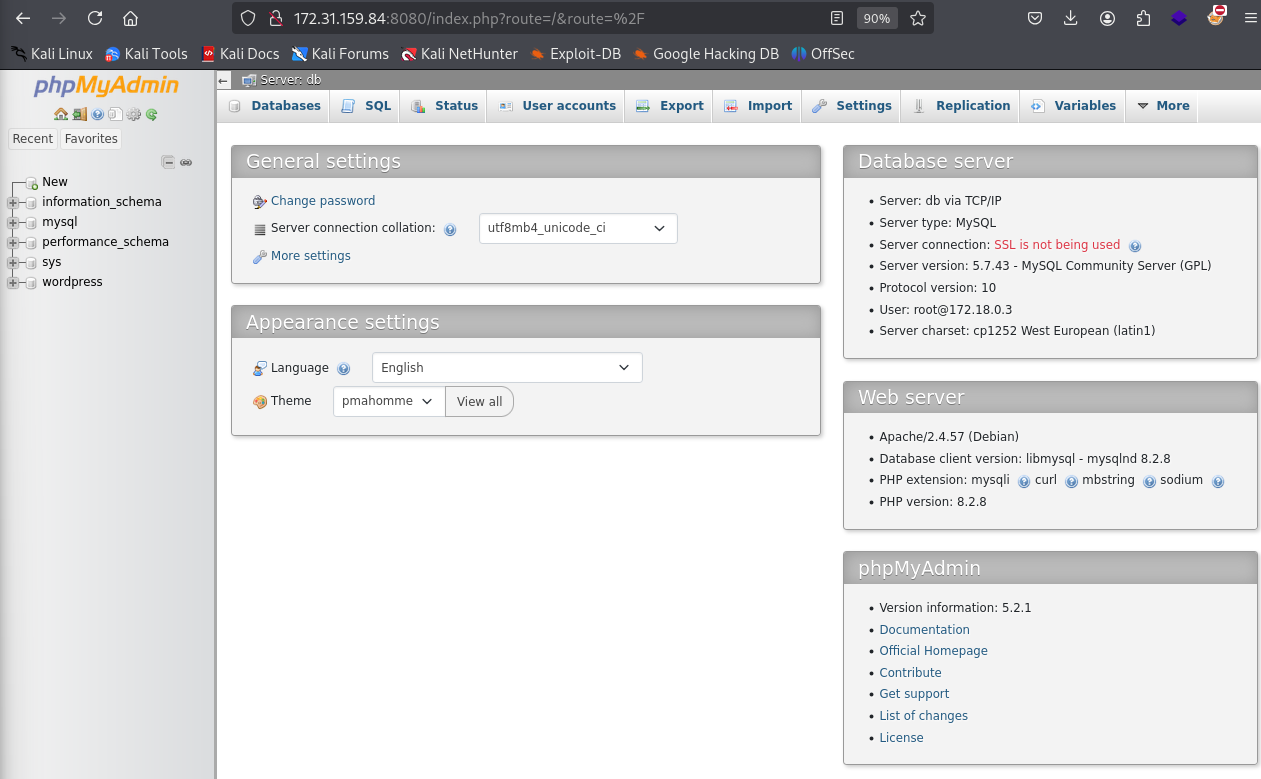 172.31.159.84:8080/index.php?route=/&route=%2F
90%
Kali Linux Kali Tools Kali Docs Kali Forums Kali NetHunter Exploit-DB Google Hacking DB OffSec
phpMyAdmin
Recent Favorites
New
information_schema
mysql
performance_schema
sys
wordpress
Server: db
Databases SQL Status User accounts Export Import Settings Replication Variables More
General settings
Change password
Server connection collation: utf8mb4_unicode_ci
More settings
Appearance settings
Language English
Theme pmahomme View all
Database server
Server: db via TCP/IP
Server type: MySQL
Server connection: SSL is not being used
Server version: 5.7.43 - MySQL Community Server (GPL)
Protocol version: 10
User: root@172.18.0.3
Server charset: cp1252 West European (latin1)
Web server
Apache/2.4.57 (Debian)
Database client version: libmysql - mysqlnd 8.2.8
PHP extension: mysqli curl mbstring sodium
PHP version: 8.2.8
phpMyAdmin
Version information: 5.2.1
Documentation
Official Homepage
Contribute
Get support
List of changes
License